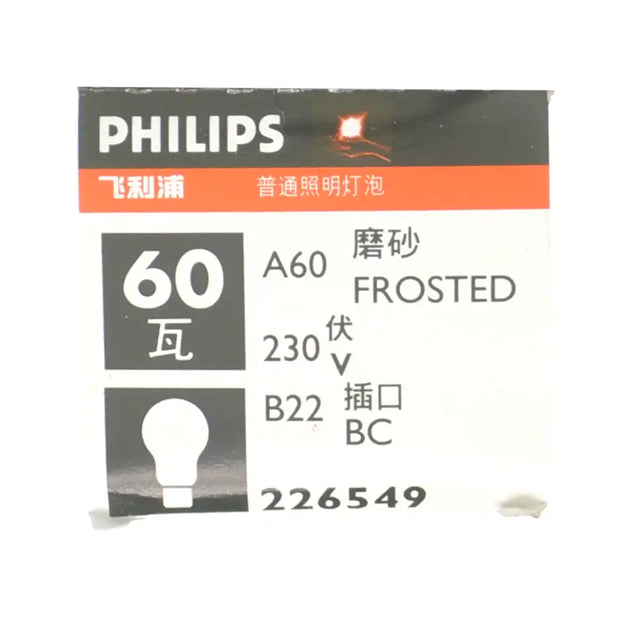 PHILIPS
飞利浦 普通照明灯泡
60
瓦
A60 磨砂
FROSTED
230 伏
V
B22 插口
BC
226549